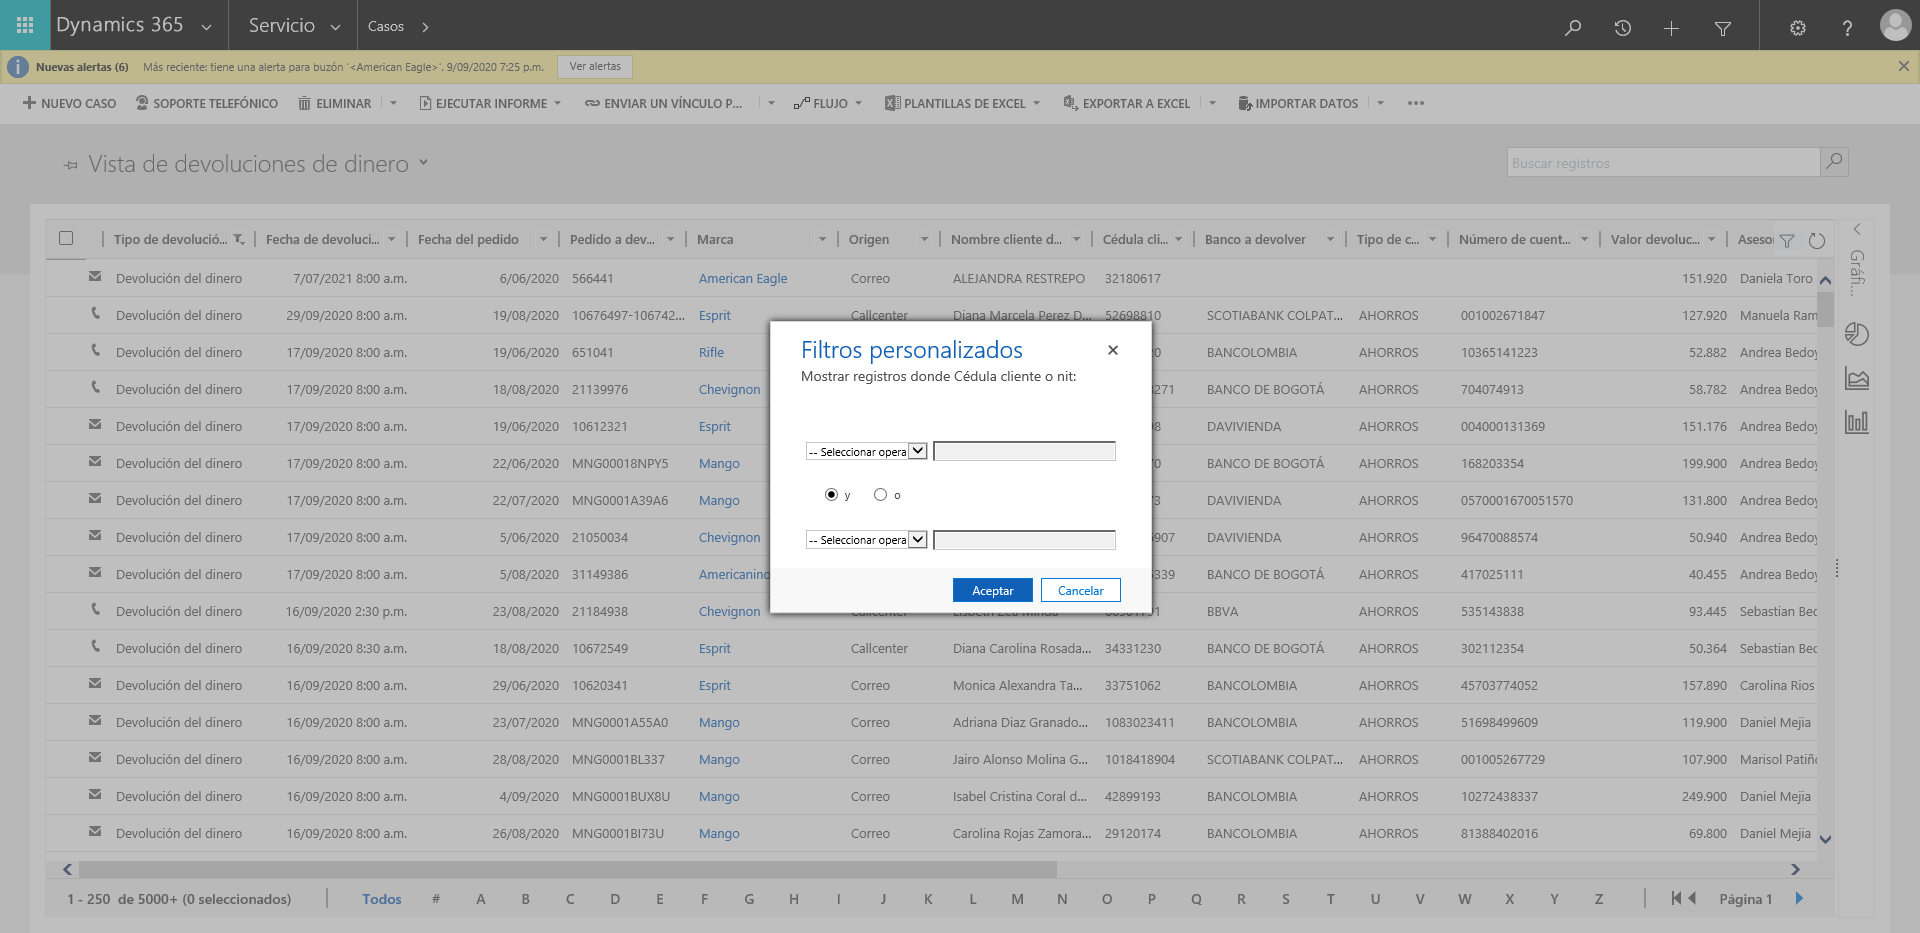 Dynamics 365 Servicio Casos
Nuevas alertas (6) Más reciente: tiene una alerta para buzón '<American Eagle>'. 9/09/2020 7:25 p.m. Ver alertas
NUEVO CASO SOPORTE TELEFÓNICO ELIMINAR EJECUTAR INFORME ENVIAR UN VÍNCULO P... FLUJO PLANTILLAS DE EXCEL EXPORTAR A EXCEL IMPORTAR DATOS
Vista de devoluciones de dinero Buscar registros
Tipo de devolució... Fecha de devoluci... Fecha del pedido Pedido a dev... Marca Origen Nombre cliente d... Cédula cli... Banco a devolver Tipo de c... Número de cuent... Valor devoluc... Aseso
Gráfi...
Devolución del dinero 7/07/2021 8:00 a.m. 6/06/2020 566441 American Eagle Correo ALEJANDRA RESTREPO 32180617 151.920 Daniela Toro
Devolución del dinero 29/09/2020 8:00 a.m. 19/08/2020 10676497-106742... Esprit Callcenter Diana Marcela Perez D... 52698810 SCOTIABANK COLPAT... AHORROS 001002671847 127.920 Manuela Ram
Devolución del dinero 17/09/2020 8:00 a.m. 19/06/2020 651041 Rifle 20 BANCOLOMBIA AHORROS 10365141223 52.882 Andrea Bedoy
Devolución del dinero 17/09/2020 8:00 a.m. 18/08/2020 21139976 Chevignon 271 BANCO DE BOGOTÁ AHORROS 704074913 58.782 Andrea Bedoy
Devolución del dinero 17/09/2020 8:00 a.m. 19/06/2020 10612321 Esprit 8 DAVIVIENDA AHORROS 004000131369 151.176 Andrea Bedoy
Devolución del dinero 17/09/2020 8:00 a.m. 22/06/2020 MNG00018NPY5 Mango 70 BANCO DE BOGOTÁ AHORROS 168203354 199.900 Andrea Bedoy
Devolución del dinero 17/09/2020 8:00 a.m. 22/07/2020 MNG0001A39A6 Mango 73 DAVIVIENDA AHORROS 0570001670051570 131.800 Andrea Bedoy
Devolución del dinero 17/09/2020 8:00 a.m. 5/06/2020 21050034 Chevignon 907 DAVIVIENDA AHORROS 96470088574 50.940 Andrea Bedoy
Devolución del dinero 17/09/2020 8:00 a.m. 5/08/2020 31149386 Americanino 339 BANCO DE BOGOTÁ AHORROS 417025111 40.455 Andrea Bedoy
Devolución del dinero 16/09/2020 2:30 p.m. 23/08/2020 21184938 Chevignon Callcenter BBVA AHORROS 535143838 93.445 Sebastian Bec
Devolución del dinero 16/09/2020 8:30 a.m. 18/08/2020 10672549 Esprit Callcenter Diana Carolina Rosada... 34331230 BANCO DE BOGOTÁ AHORROS 302112354 50.364 Sebastian Bec
Devolución del dinero 16/09/2020 8:00 a.m. 29/06/2020 10620341 Esprit Correo Monica Alexandra Ta... 33751062 BANCOLOMBIA AHORROS 45703774052 157.890 Carolina Rios
Devolución del dinero 16/09/2020 8:00 a.m. 23/07/2020 MNG0001A55A0 Mango Correo Adriana Diaz Granado... 1083023411 BANCOLOMBIA AHORROS 51698499609 119.900 Daniel Mejia
Devolución del dinero 16/09/2020 8:00 a.m. 28/08/2020 MNG0001BL337 Mango Correo Jairo Alonso Molina G... 1018418904 SCOTIABANK COLPAT... AHORROS 001005267729 107.900 Marisol Patiño
Devolución del dinero 16/09/2020 8:00 a.m. 4/09/2020 MNG0001BUX8U Mango Correo Isabel Cristina Coral d... 42899193 BANCOLOMBIA AHORROS 10272438337 249.900 Daniel Mejia
Devolución del dinero 16/09/2020 8:00 a.m. 26/08/2020 MNG0001BI73U Mango Correo Carolina Rojas Zamora... 29120174 BANCOLOMBIA AHORROS 81388402016 69.800 Daniel Mejia
Filtros personalizados
Mostrar registros donde Cédula cliente o nit:
-- Seleccionar opera
y o
-- Seleccionar opera
Aceptar Cancelar
1 - 250 de 5000+ (0 seleccionados) Todos # A B C D E F G H I J K L M N O P Q R S T U V W X Y Z Página 1